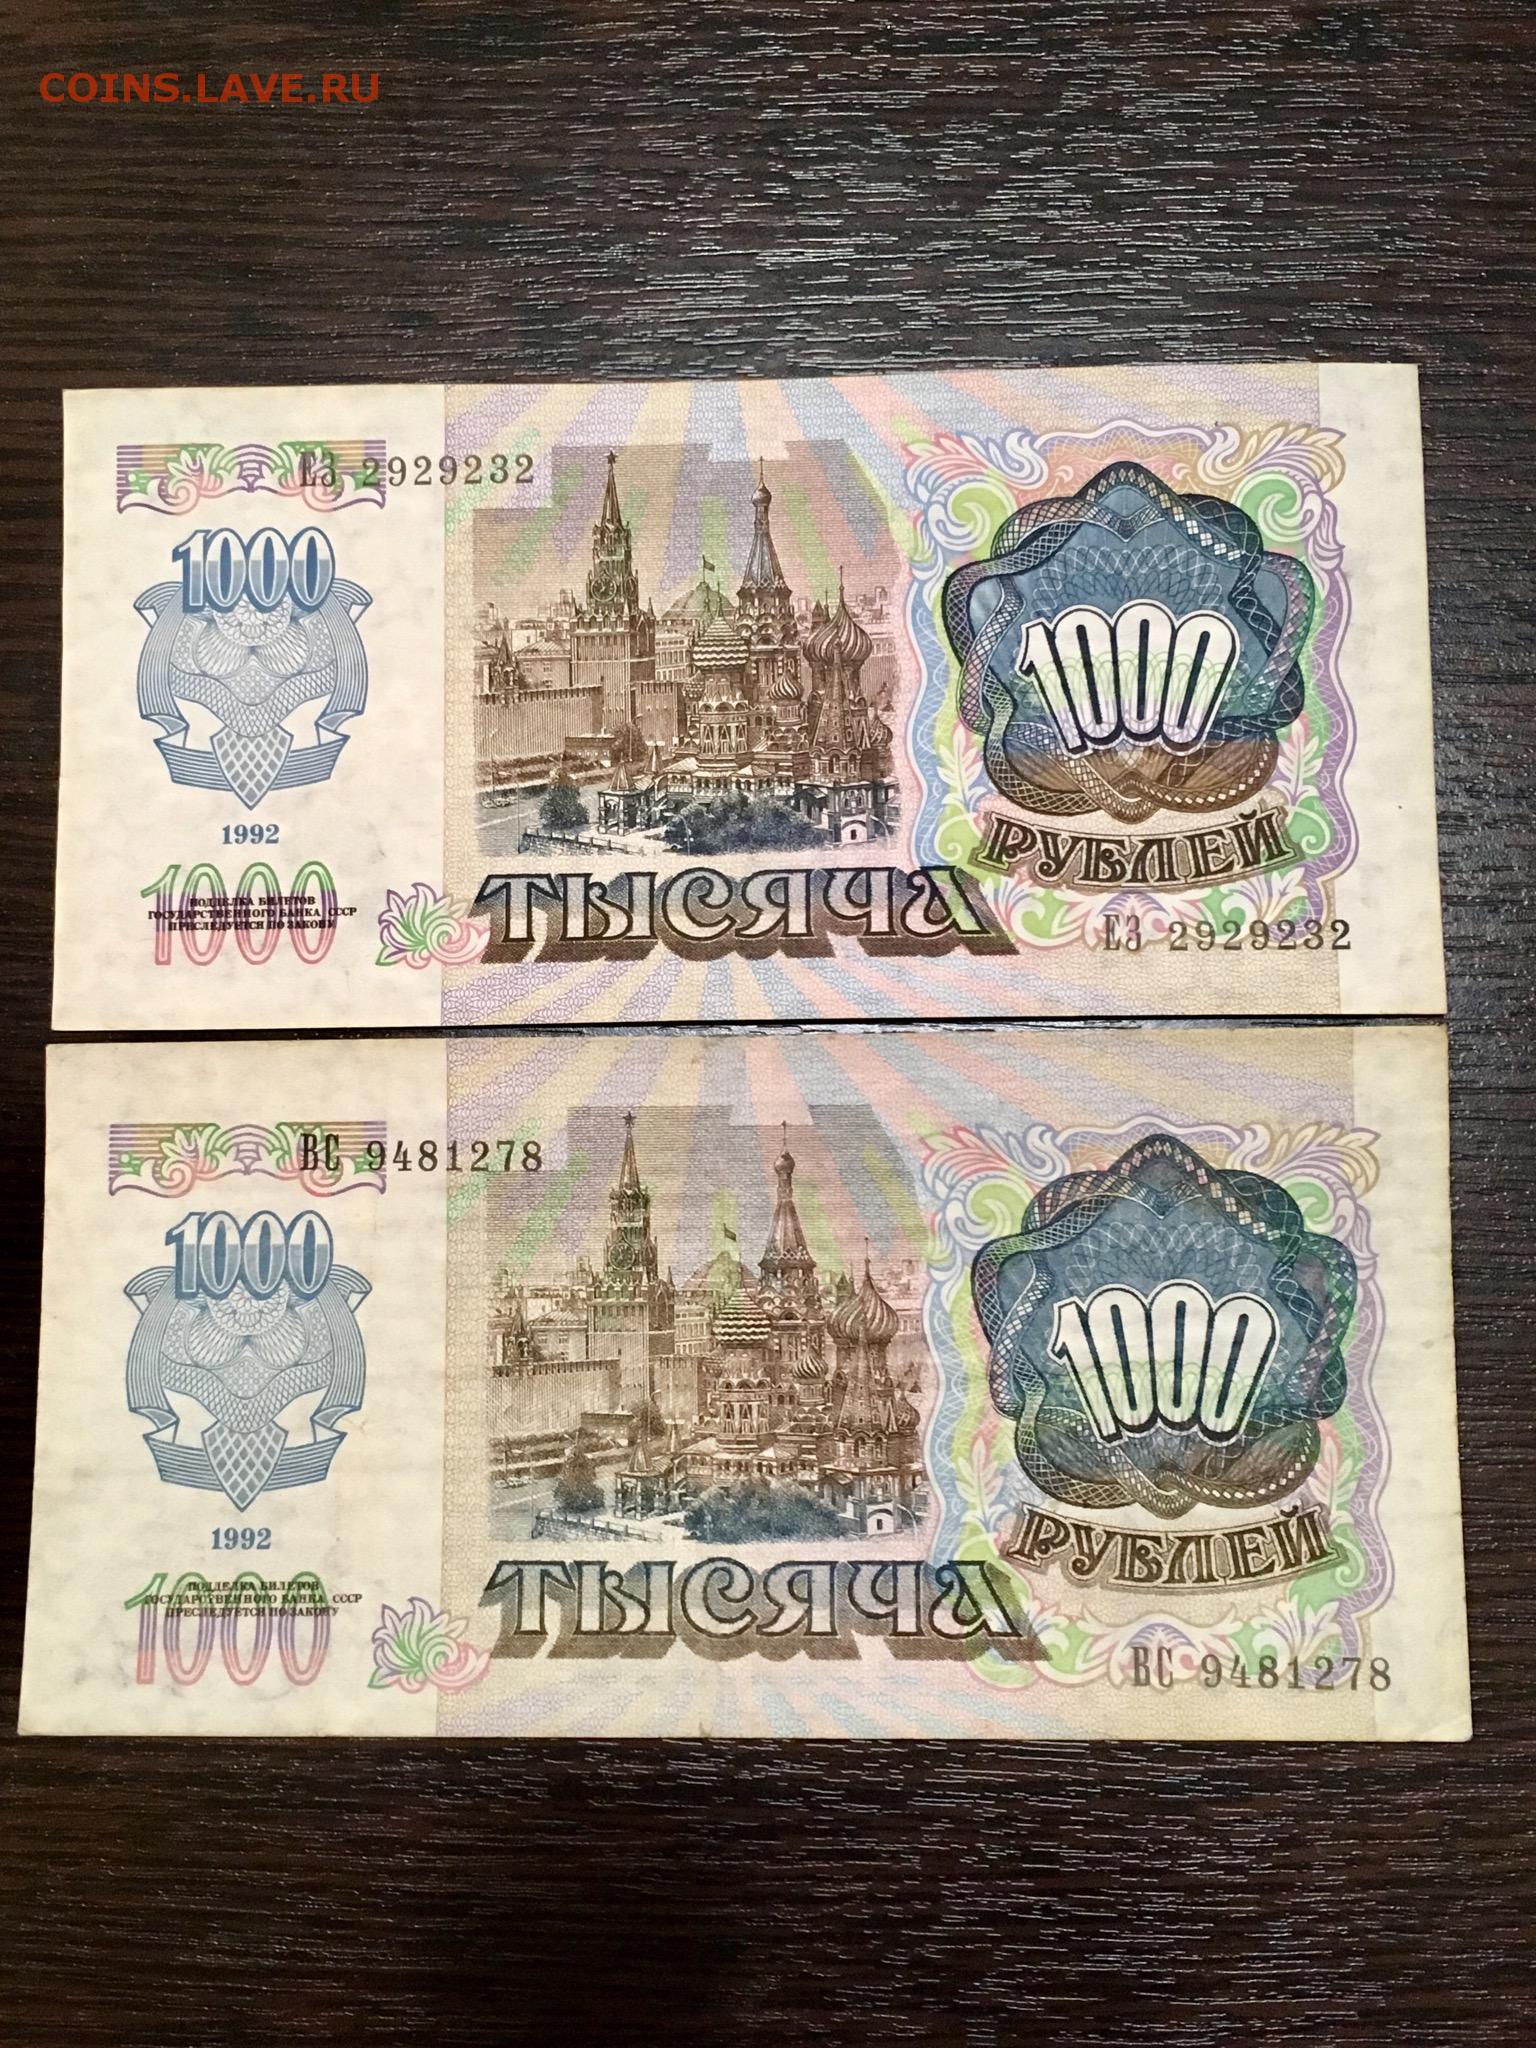 COINS.LAVE.RU
ЕЗ 2929232
1000
1992
1000
ПОДДЕЛКА БИЛЕТОВ
ГОСУДАРСТВЕННОГО БАНКА СССР
ПРЕСЛЕДУЕТСЯ ПО ЗАКОНУ
ТЫСЯЧА
1000
РУБЛЕЙ
ЕЗ 2929232
ВС 9481278
1000
1992
1000
ПОДДЕЛКА БИЛЕТОВ
ГОСУДАРСТВЕННОГО БАНКА СССР
ПРЕСЛЕДУЕТСЯ ПО ЗАКОНУ
ТЫСЯЧА
1000
РУБЛЕЙ
ВС 9481278